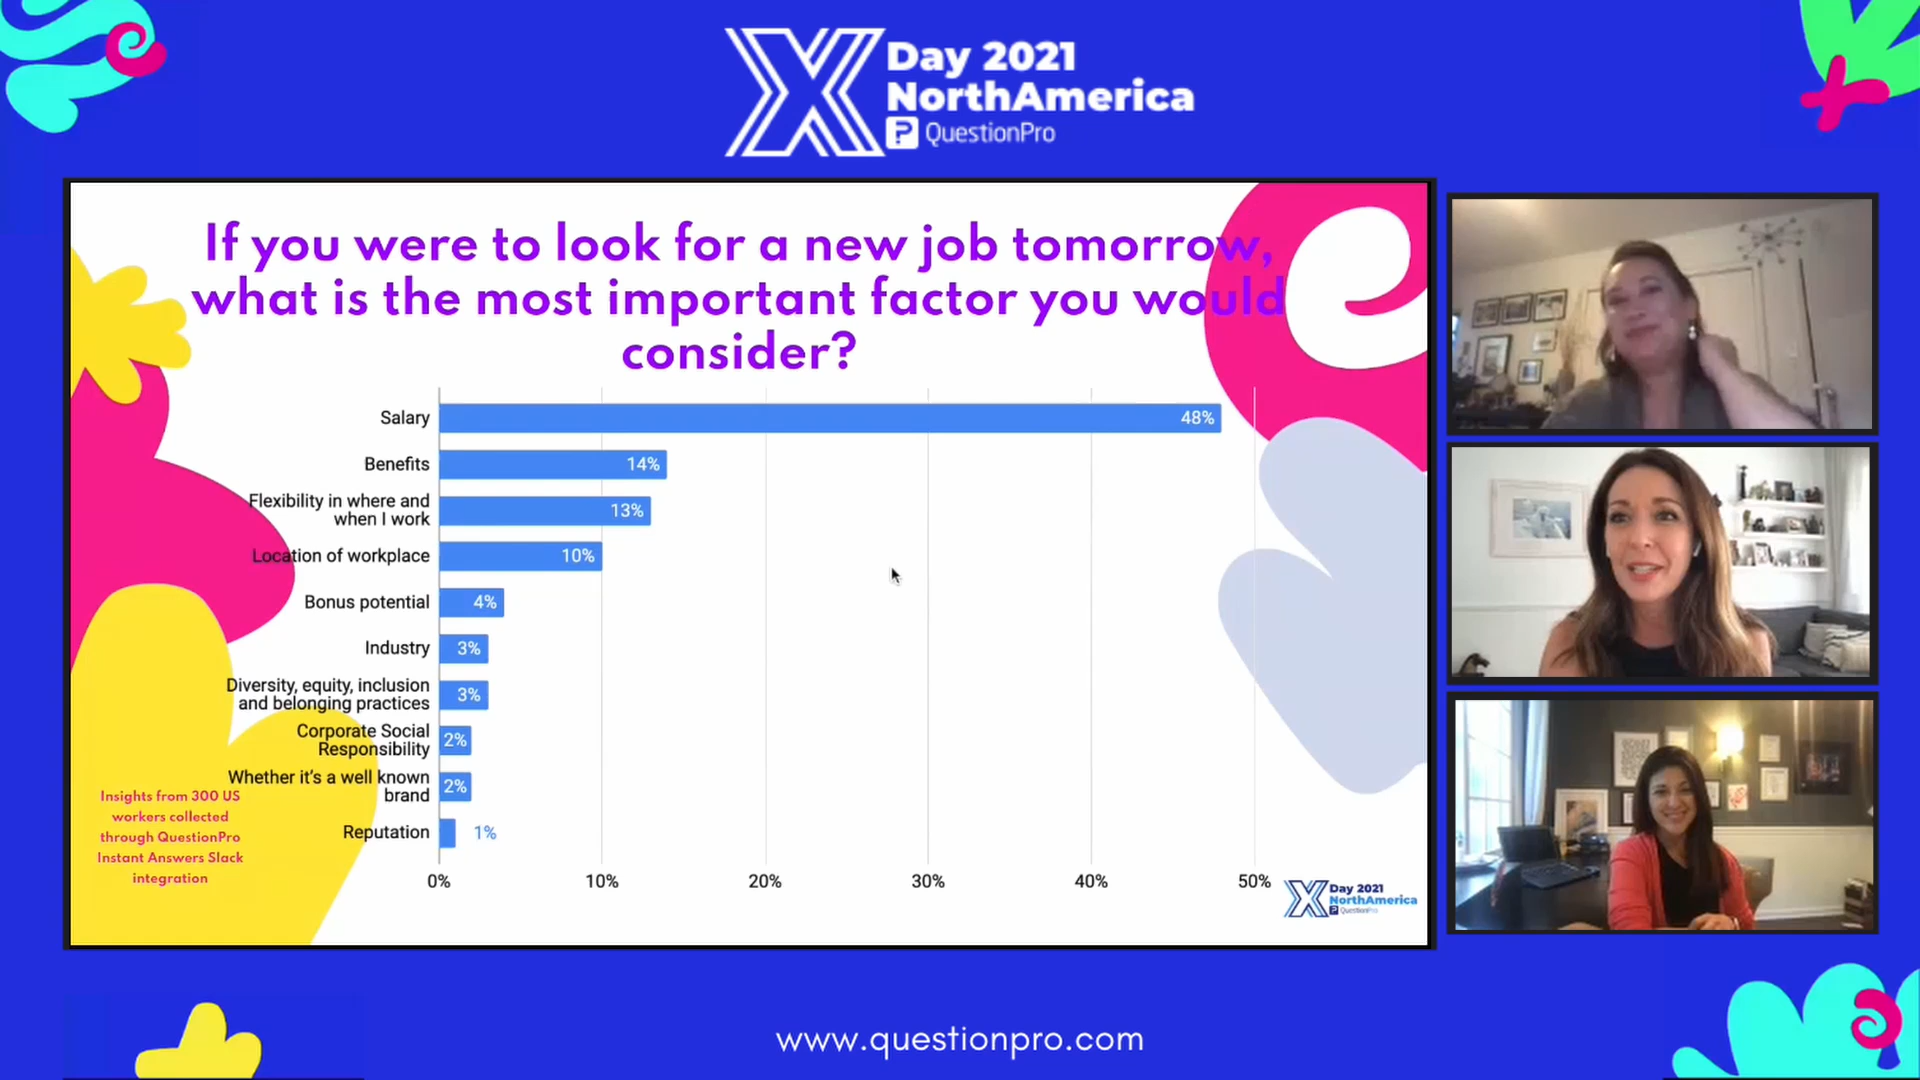 Day 2021
NorthAmerica
QuestionPro
If you were to look for a new job tomorrow,
what is the most important factor you would
consider?
Salary
48%
Benefits
14%
Flexibility in where and
when I work
13%
Location of workplace
10%
Bonus potential
4%
Industry
3%
Diversity, equity, inclusion
and belonging practices
3%
Corporate Social
Responsibility
2%
Whether it's a well known
brand
2%
Reputation
1%
0%
10%
20%
30%
40%
50%
Insights from 300 US
workers collected
through QuestionPro
Instant Answers Slack
integration
Day 2021
NorthAmerica
QuestionPro
www.questionpro.com